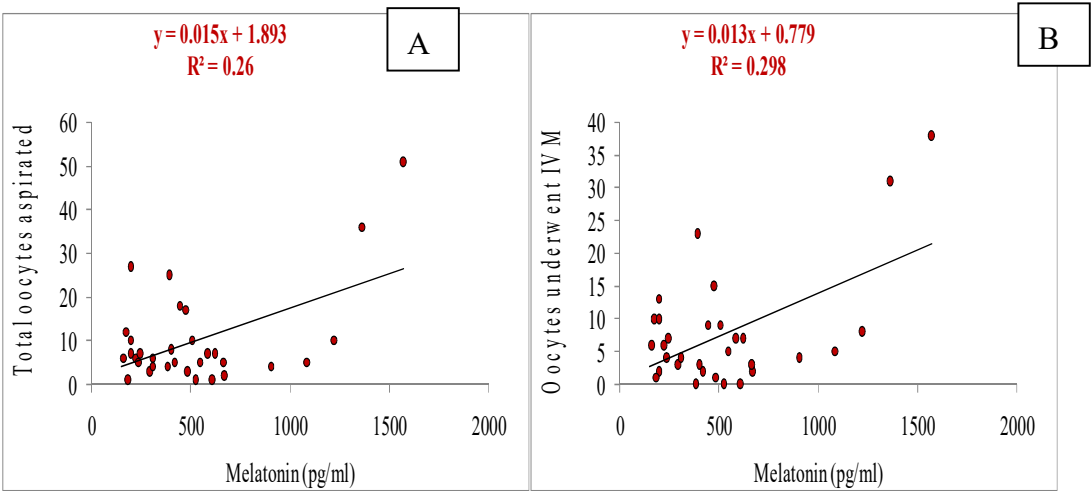 y = 0.015x + 1.893
R² = 0.26
A
Total oocytes aspirated
60
50
40
30
20
10
0
0 500 1000 1500 2000
Melatonin (pg/ml)
y = 0.013x + 0.779
R² = 0.298
B
Oocytes underwent IVM
40
35
30
25
20
15
10
5
0
0 500 1000 1500 2000
Melatonin (pg/ml)